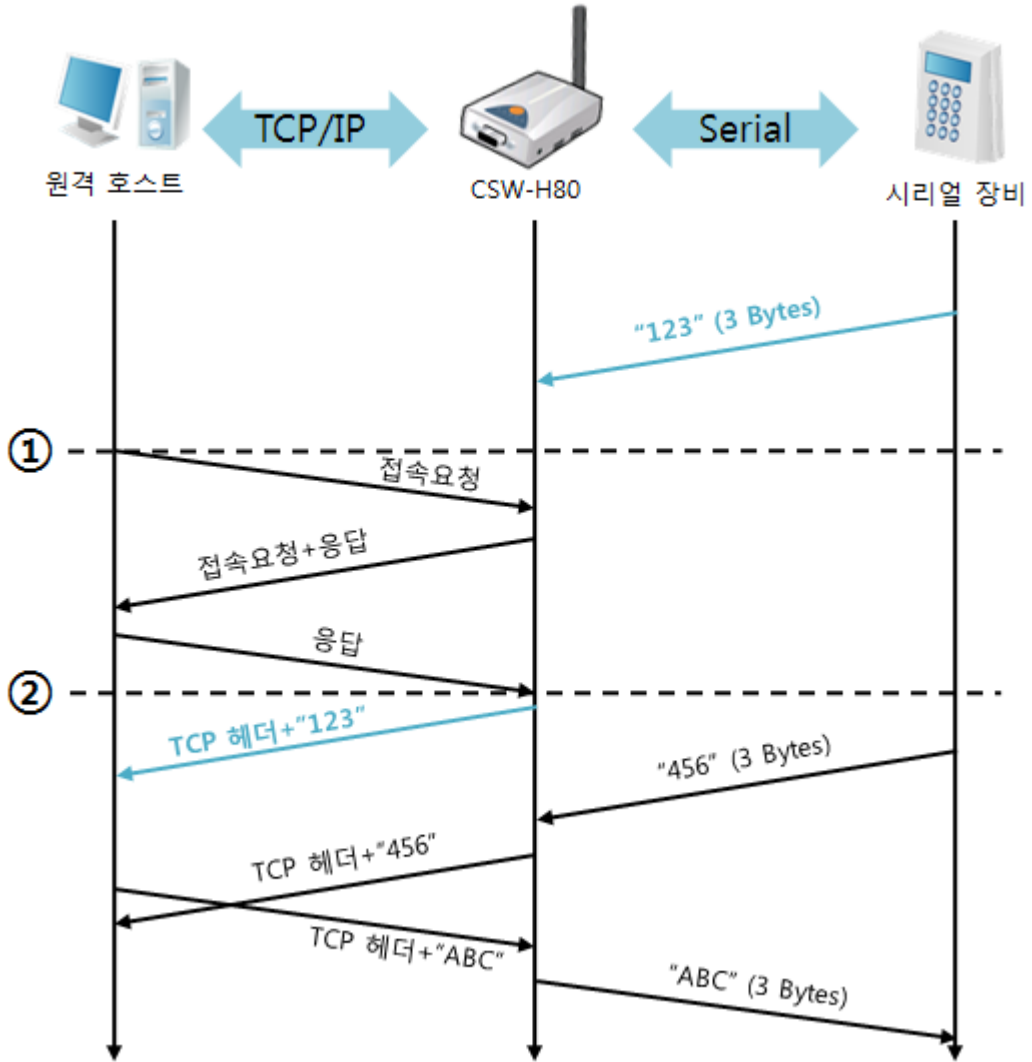 TCP/IP
Serial
원격 호스트
CSW-H80
시리얼 장비
“123” (3 Bytes)
①
접속요청
접속요청+응답
응답
②
TCP 헤더+”123”
“456” (3 Bytes)
TCP 헤더+”456”
TCP 헤더+”ABC”
“ABC” (3 Bytes)